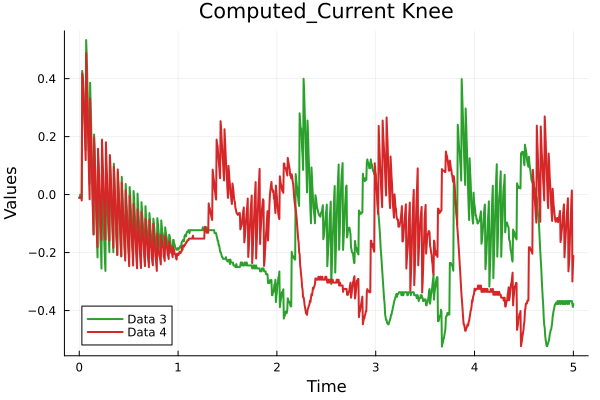 Computed_Current Knee
Values
0.4
0.2
0.0
−0.2
−0.4
Data 3
Data 4
0 1 2 3 4 5
Time